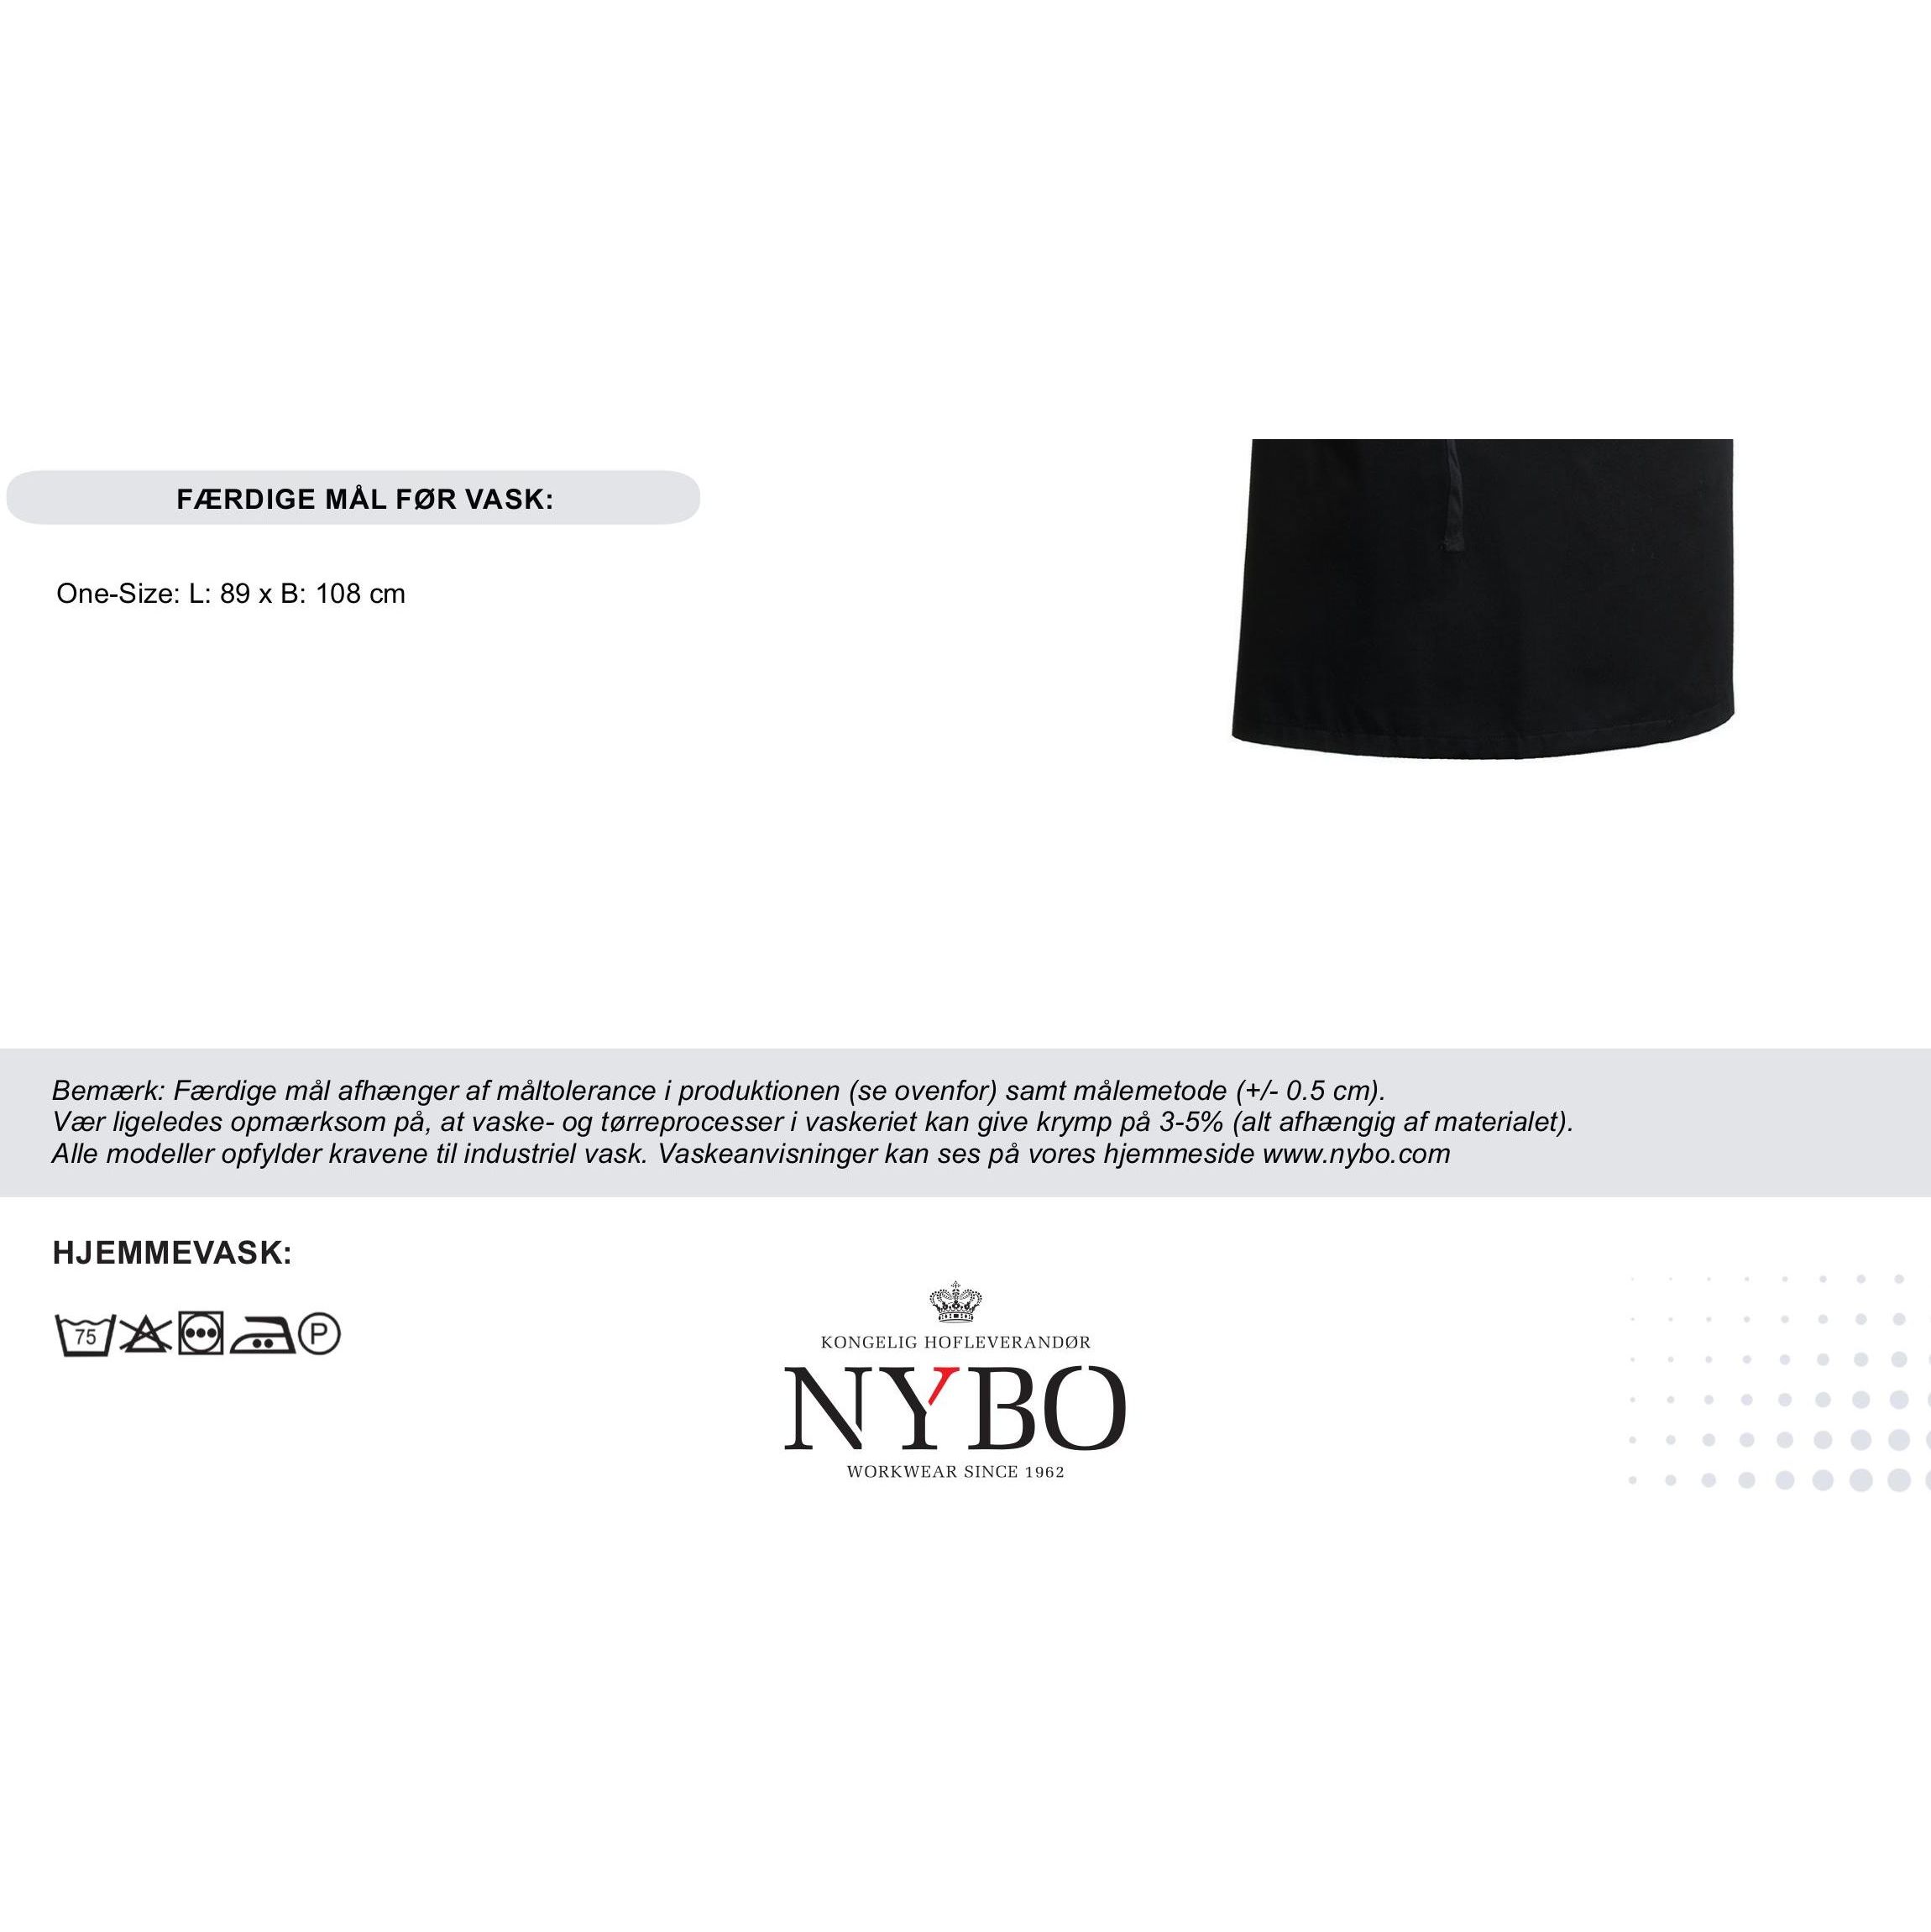 FÆRDIGE MÅL FØR VASK:
One-Size: L: 89 x B: 108 cm
Bemærk: Færdige mål afhænger af måltolerance i produktionen (se ovenfor) samt målemetode (+/- 0.5 cm).
Vær ligeledes opmærksom på, at vaske- og tørreprocesser i vaskeriet kan give krymp på 3-5% (alt afhængig af materialet).
Alle modeller opfylder kravene til industriel vask. Vaskeanvisninger kan ses på vores hjemmeside www.nybo.com
HJEMMEVASK:
75 P
KONGELIG HOFLEVERANDØR
NYBO
WORKWEAR SINCE 1962